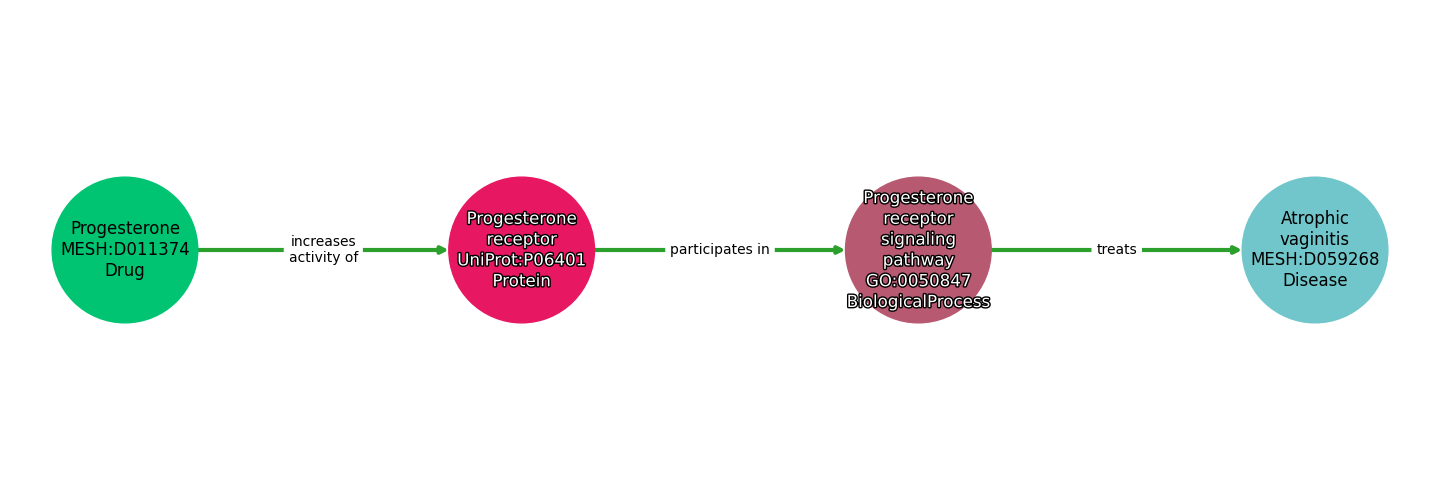 Progesterone
MESH:D011374
Drug
increases
activity of
Progesterone
receptor
UniProt:P06401
Protein
participates in
Progesterone
receptor
signaling
pathway
GO:0050847
BiologicalProcess
treats
Atrophic
vaginitis
MESH:D059268
Disease